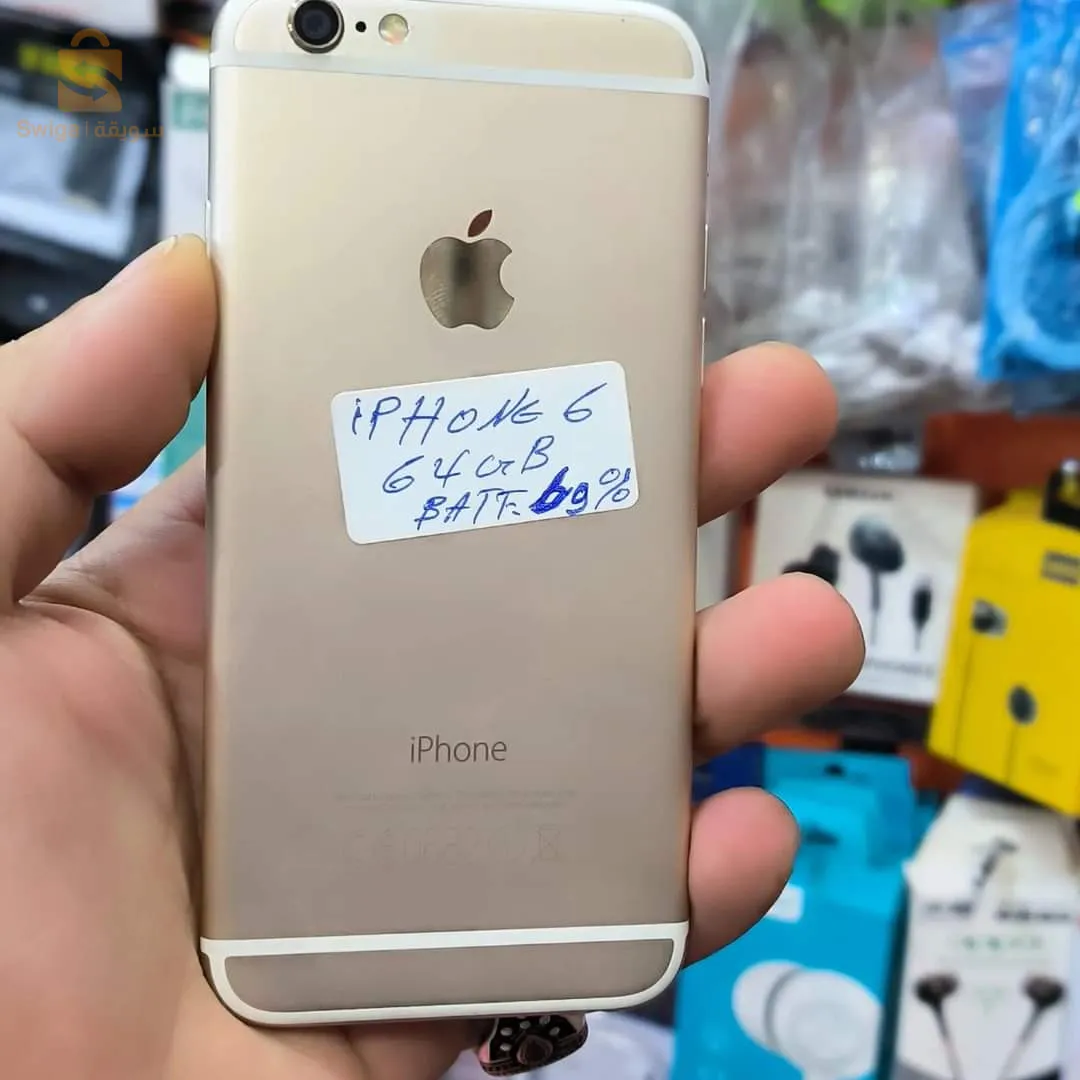 Swiga | سويقة
iPHONE 6
64GB
BATT. 69%
iPhone